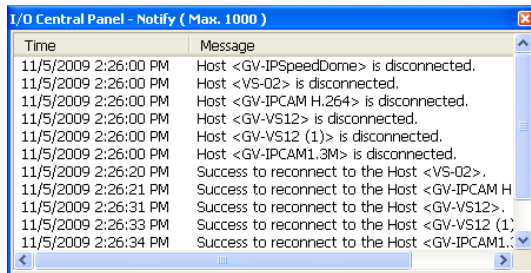 I/O Central Panel - Notify ( Max. 1000 )
Time Message
11/5/2009 2:26:00 PM Host <GV-IPSpeedDome> is disconnected.
11/5/2009 2:26:00 PM Host <VS-02> is disconnected.
11/5/2009 2:26:00 PM Host <GV-IPCAM H.264> is disconnected.
11/5/2009 2:26:00 PM Host <GV-VS12> is disconnected.
11/5/2009 2:26:00 PM Host <GV-VS12 (1)> is disconnected.
11/5/2009 2:26:00 PM Host <GV-IPCAM1.3M> is disconnected.
11/5/2009 2:26:20 PM Success to reconnect to the Host <VS-02>.
11/5/2009 2:26:21 PM Success to reconnect to the Host <GV-IPCAM H
11/5/2009 2:26:31 PM Success to reconnect to the Host <GV-VS12>.
11/5/2009 2:26:33 PM Success to reconnect to the Host <GV-VS12 (1)
11/5/2009 2:26:34 PM Success to reconnect to the Host <GV-IPCAM1.3